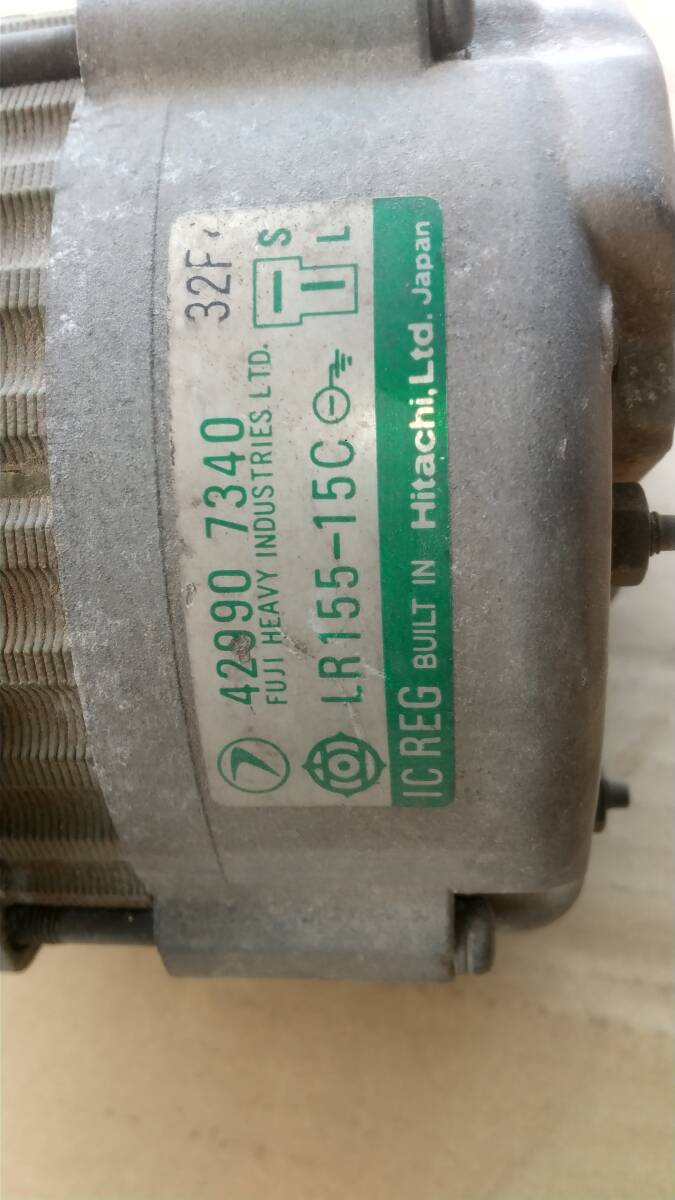 42990 7340 32F
FUJI HEAVY INDUSTRIES LTD.
S
LR155-15C
L
IC REG BUILT IN Hitachi, Ltd. Japan